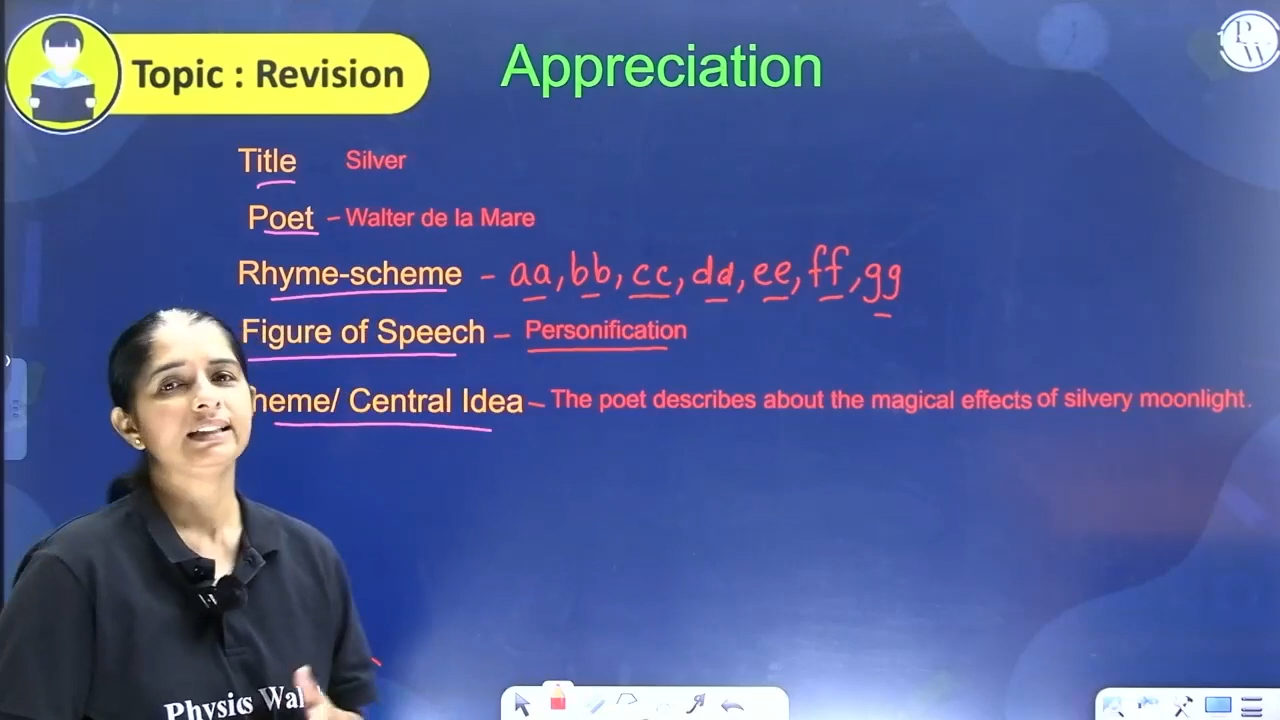 Topic : Revision
Appreciation
PW
Title Silver
Poet – Walter de la Mare
Rhyme-scheme – aa, bb, cc, dd, ee, ff, gg
Figure of Speech – Personification
heme/ Central Idea – The poet describes about the magical effects of silvery moonlight.
Physics Wal